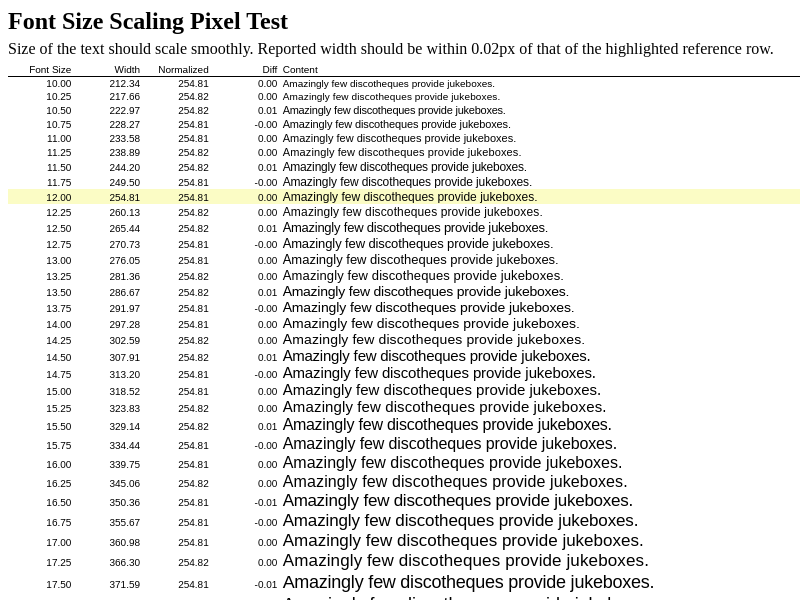 Font Size Scaling Pixel Test
Size of the text should scale smoothly. Reported width should be within 0.02px of that of the highlighted reference row.
Font Size Width Normalized Diff Content
10.00 212.34 254.81 0.00 Amazingly few discotheques provide jukeboxes.
10.25 217.66 254.82 0.00 Amazingly few discotheques provide jukeboxes.
10.50 222.97 254.82 0.01 Amazingly few discotheques provide jukeboxes.
10.75 228.27 254.81 -0.00 Amazingly few discotheques provide jukeboxes.
11.00 233.58 254.81 0.00 Amazingly few discotheques provide jukeboxes.
11.25 238.89 254.82 0.00 Amazingly few discotheques provide jukeboxes.
11.50 244.20 254.82 0.01 Amazingly few discotheques provide jukeboxes.
11.75 249.50 254.81 -0.00 Amazingly few discotheques provide jukeboxes.
12.00 254.81 254.81 0.00 Amazingly few discotheques provide jukeboxes.
12.25 260.13 254.82 0.00 Amazingly few discotheques provide jukeboxes.
12.50 265.44 254.82 0.01 Amazingly few discotheques provide jukeboxes.
12.75 270.73 254.81 -0.00 Amazingly few discotheques provide jukeboxes.
13.00 276.05 254.81 0.00 Amazingly few discotheques provide jukeboxes.
13.25 281.36 254.82 0.00 Amazingly few discotheques provide jukeboxes.
13.50 286.67 254.82 0.01 Amazingly few discotheques provide jukeboxes.
13.75 291.97 254.81 -0.00 Amazingly few discotheques provide jukeboxes.
14.00 297.28 254.81 0.00 Amazingly few discotheques provide jukeboxes.
14.25 302.59 254.82 0.00 Amazingly few discotheques provide jukeboxes.
14.50 307.91 254.82 0.01 Amazingly few discotheques provide jukeboxes.
14.75 313.20 254.81 -0.00 Amazingly few discotheques provide jukeboxes.
15.00 318.52 254.81 0.00 Amazingly few discotheques provide jukeboxes.
15.25 323.83 254.82 0.00 Amazingly few discotheques provide jukeboxes.
15.50 329.14 254.82 0.01 Amazingly few discotheques provide jukeboxes.
15.75 334.44 254.81 -0.00 Amazingly few discotheques provide jukeboxes.
16.00 339.75 254.81 0.00 Amazingly few discotheques provide jukeboxes.
16.25 345.06 254.82 0.00 Amazingly few discotheques provide jukeboxes.
16.50 350.36 254.81 -0.01 Amazingly few discotheques provide jukeboxes.
16.75 355.67 254.81 -0.00 Amazingly few discotheques provide jukeboxes.
17.00 360.98 254.81 0.00 Amazingly few discotheques provide jukeboxes.
17.25 366.30 254.82 0.00 Amazingly few discotheques provide jukeboxes.
17.50 371.59 254.81 -0.01 Amazingly few discotheques provide jukeboxes.